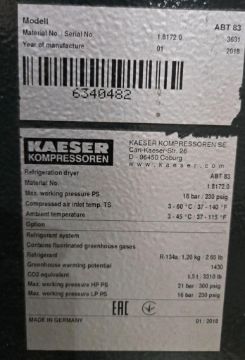 Modell ABT 83
Material No. Serial No. 1.8172.0 3601
Year of manufacture 01 2018
6340482
KAESER
KOMPRESSOREN
KAESER KOMPRESSOREN SE
Carl-Kaeser-Str. 26
D - 96450 Coburg
www.kaeser.com
Refrigeration dryer ABT 83
Material No. 1.8172.0
Max. working pressure PS 16 bar / 230 psig
Compressed air inlet temp. TS 3 - 60 °C 37 - 140 °F
Ambient temperature 3 - 45 °C 37 - 113 °F
Option
Refrigerant system
Contains fluorinated greenhouse gases
Refrigerant R-134a, 1,20 kg / 2.65 lb
Greenhouse warming potential 1430
CO2 equivalent
Max. working pressure HP PS 21 bar / 300 psig
Max. working pressure LP PS 16 bar / 230 psig
EAC CE
MADE IN GERMANY 01 / 2018